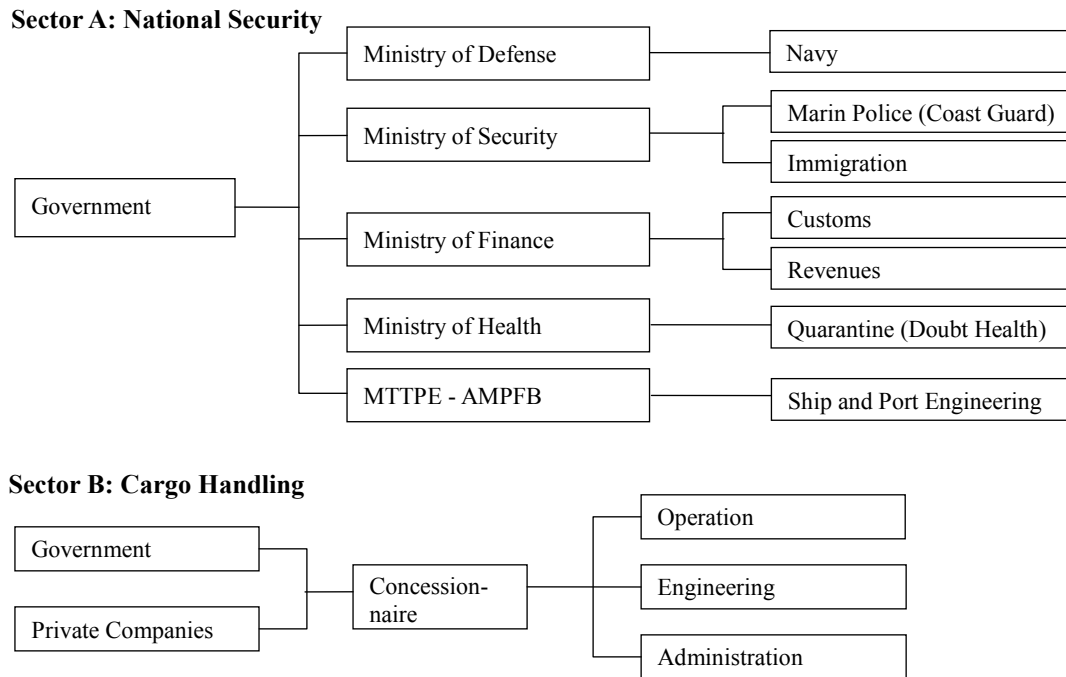 Sector A: National Security
Government
Ministry of Defense
Navy
Ministry of Security
Marin Police (Coast Guard)
Immigration
Ministry of Finance
Customs
Revenues
Ministry of Health
Quarantine (Doubt Health)
MTTPE - AMPFB
Ship and Port Engineering
Sector B: Cargo Handling
Government
Private Companies
Concession-
naire
Operation
Engineering
Administration